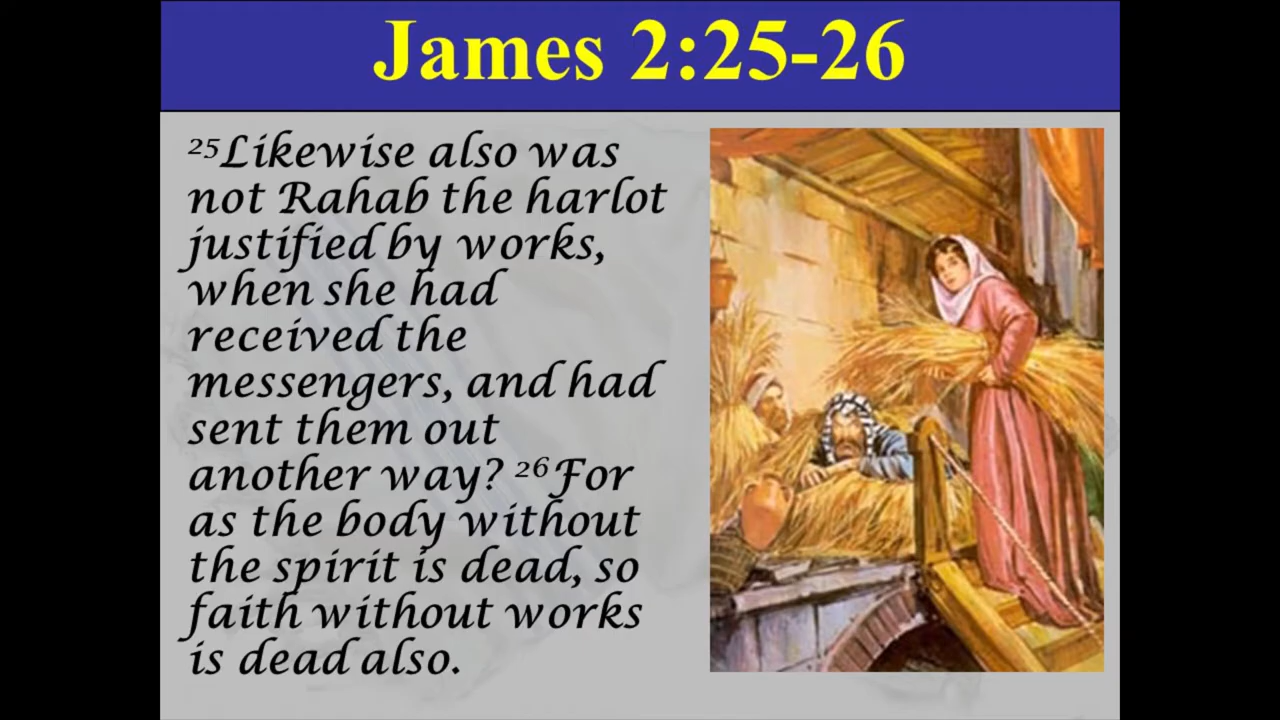 James 2:25-26
25Likewise also was
not Rahab the harlot
justified by works,
when she had
received the
messengers, and had
sent them out
another way? 26For
as the body without
the spirit is dead, so
faith without works
is dead also.